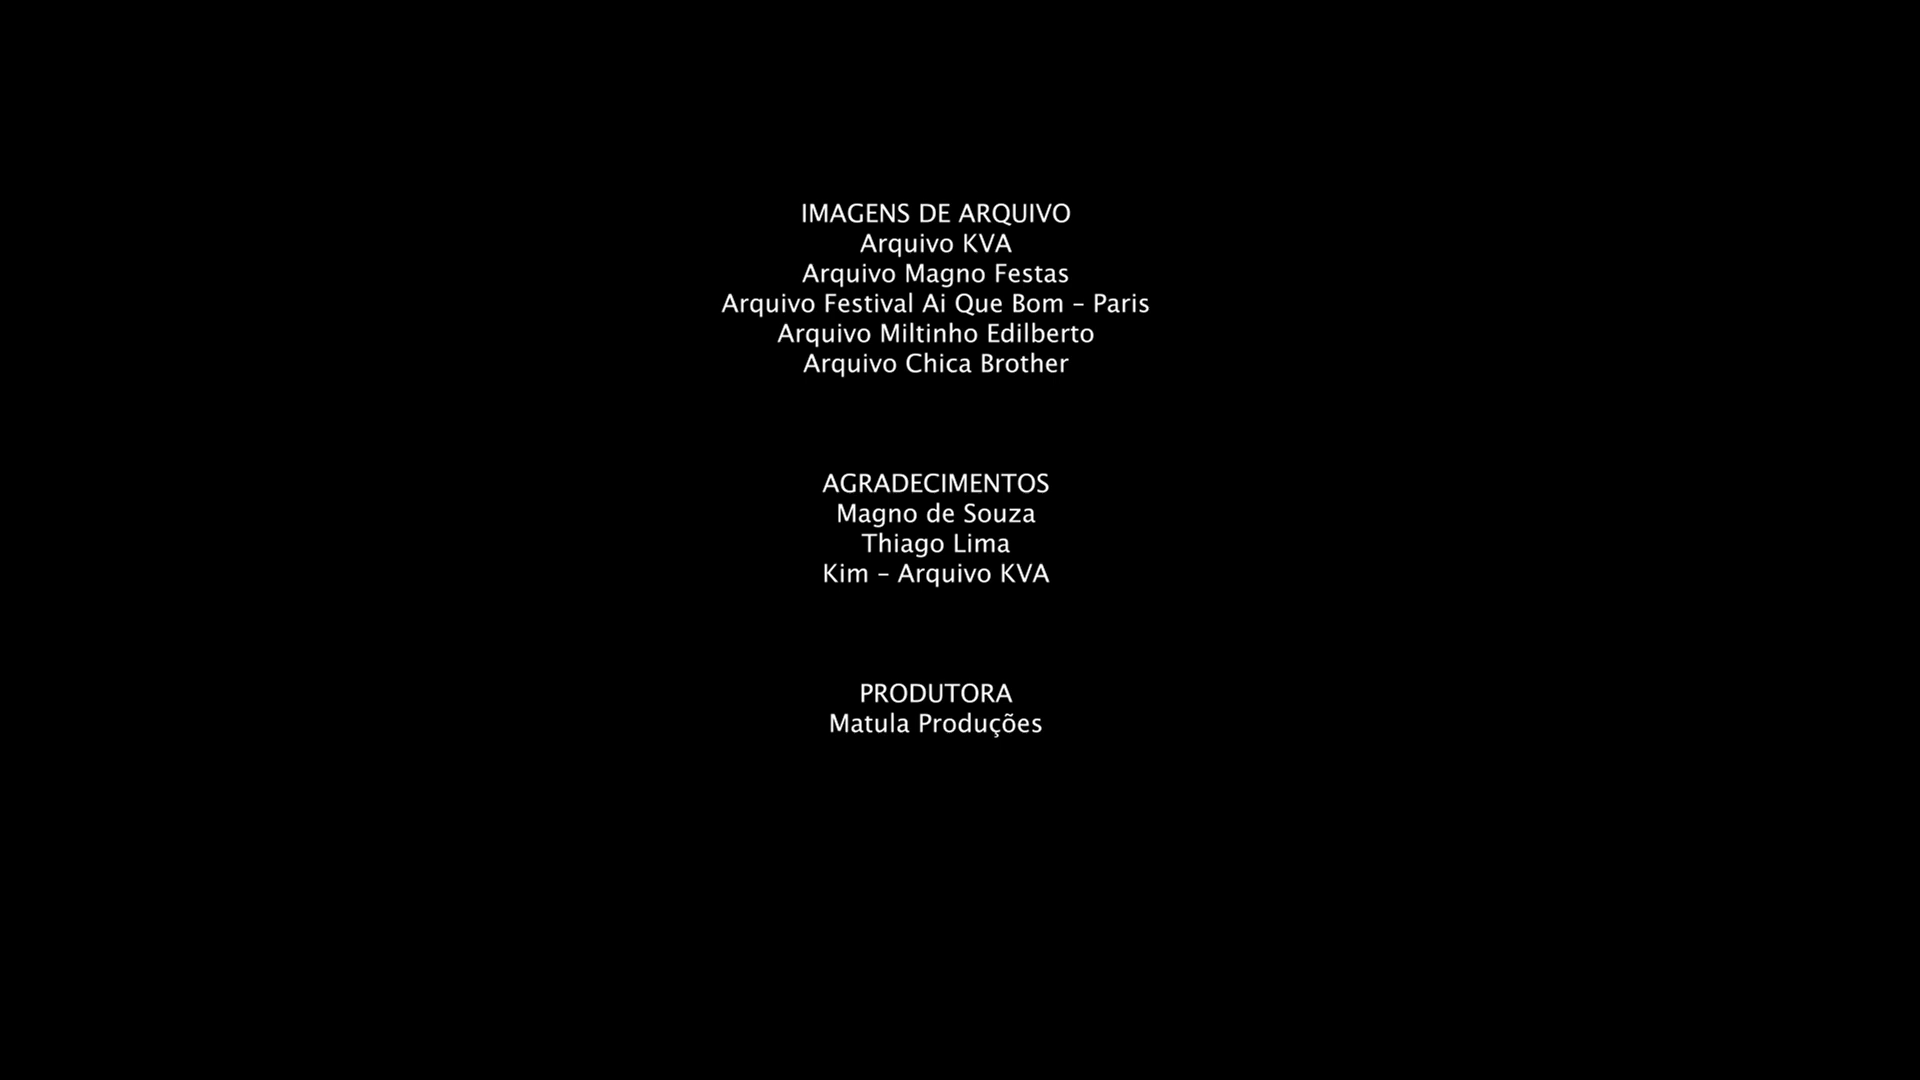 IMAGENS DE ARQUIVO
Arquivo KVA
Arquivo Magno Festas
Arquivo Festival Ai Que Bom – Paris
Arquivo Miltinho Edilberto
Arquivo Chica Brother
AGRADECIMENTOS
Magno de Souza
Thiago Lima
Kim – Arquivo KVA
PRODUTORA
Matula Produções